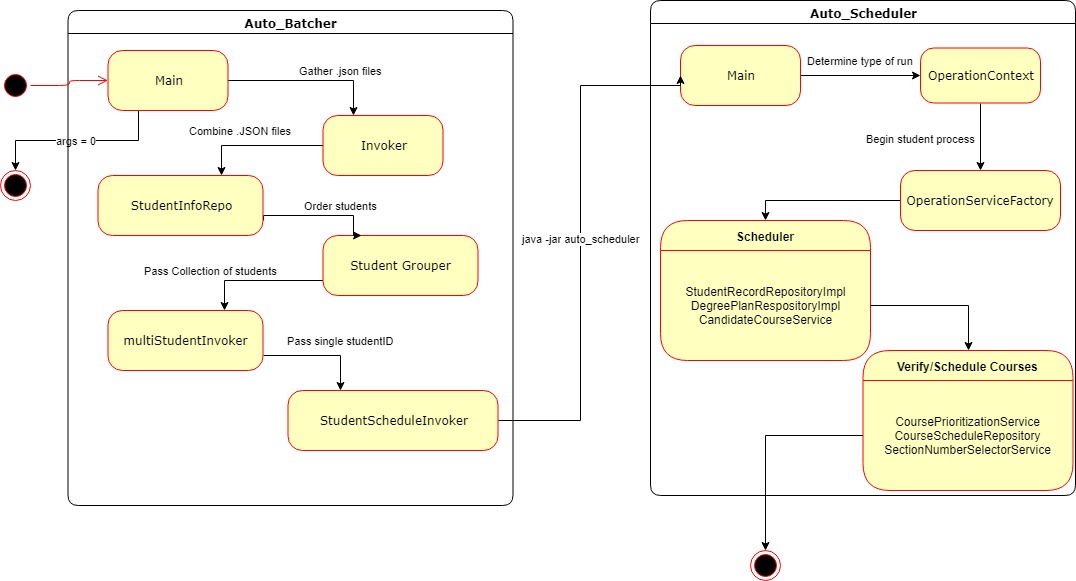 Auto_Batcher
Main
Gather .json files
args = 0
Combine .JSON files
Invoker
StudentInfoRepo
Order students
Student Grouper
Pass Collection of students
multiStudentInvoker
Pass single studentID
StudentScheduleInvoker
java -jar auto_scheduler
Auto_Scheduler
Main
Determine type of run
OperationContext
Begin student process
OperationServiceFactory
Scheduler
StudentRecordRepositoryImpl
DegreePlanRespositoryImpl
CandidateCourseService
Verify/Schedule Courses
CoursePrioritizationService
CourseScheduleRepository
SectionNumberSelectorService